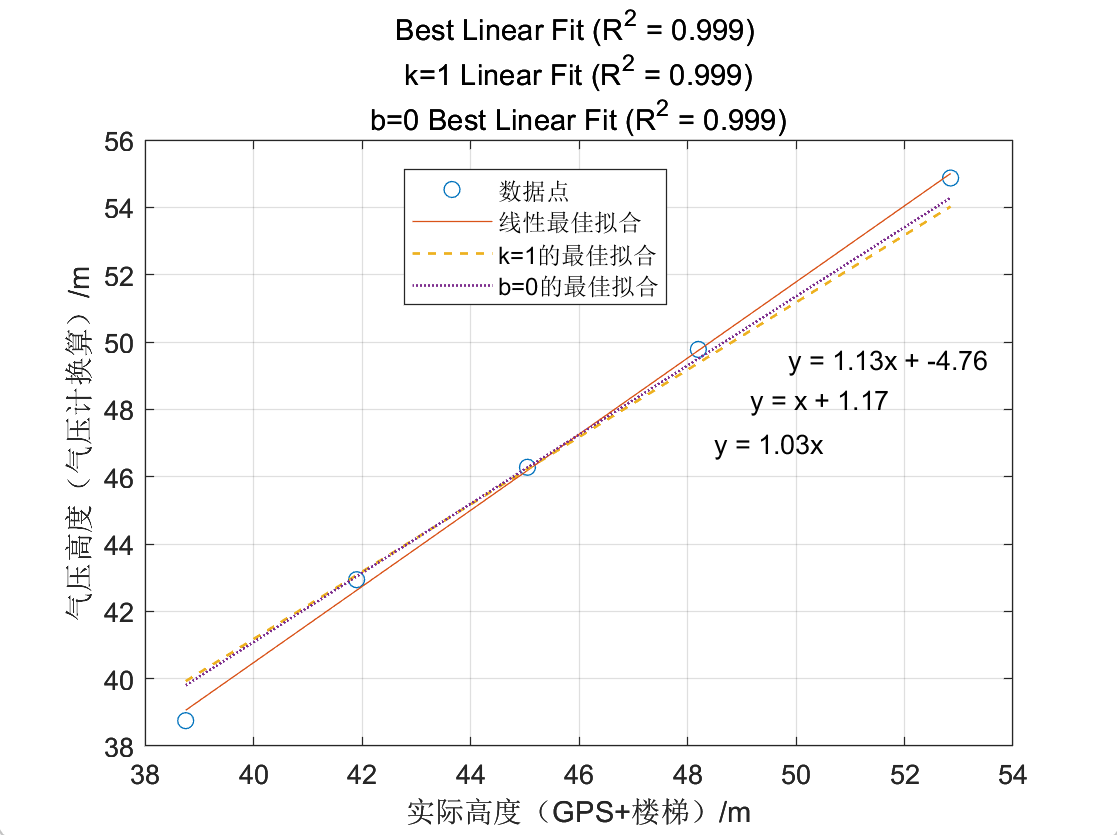 Best Linear Fit (R² = 0.999)
k=1 Linear Fit (R² = 0.999)
b=0 Best Linear Fit (R² = 0.999)
56
54
52
50
48
46
44
42
40
38
气压高度（气压计换算）/m
数据点
线性最佳拟合
k=1的最佳拟合
b=0的最佳拟合
y = 1.13x + -4.76
y = x + 1.17
y = 1.03x
38 40 42 44 46 48 50 52 54
实际高度（GPS+楼梯）/m